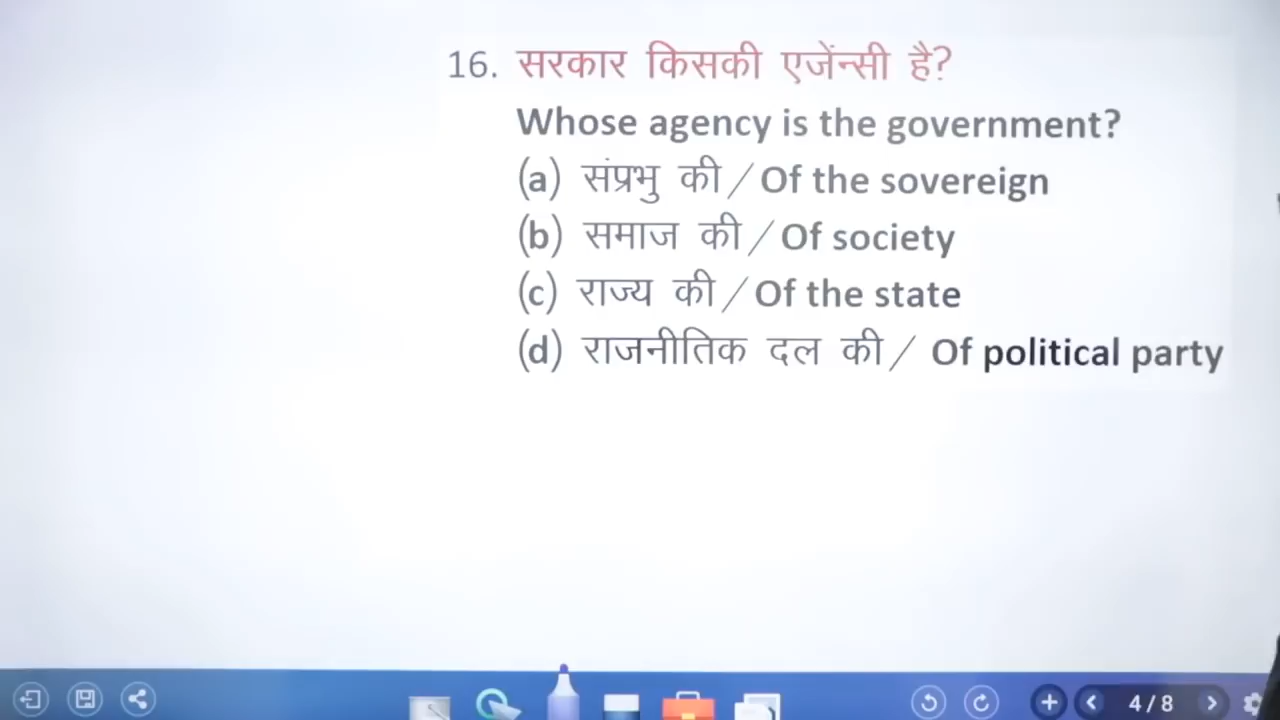 16. सरकार किसकी एजेंन्सी है?
Whose agency is the government?
(a) संप्रभु की / Of the sovereign
(b) समाज की / Of society
(c) राज्य की / Of the state
(d) राजनीतिक दल की / Of political party
4 / 8